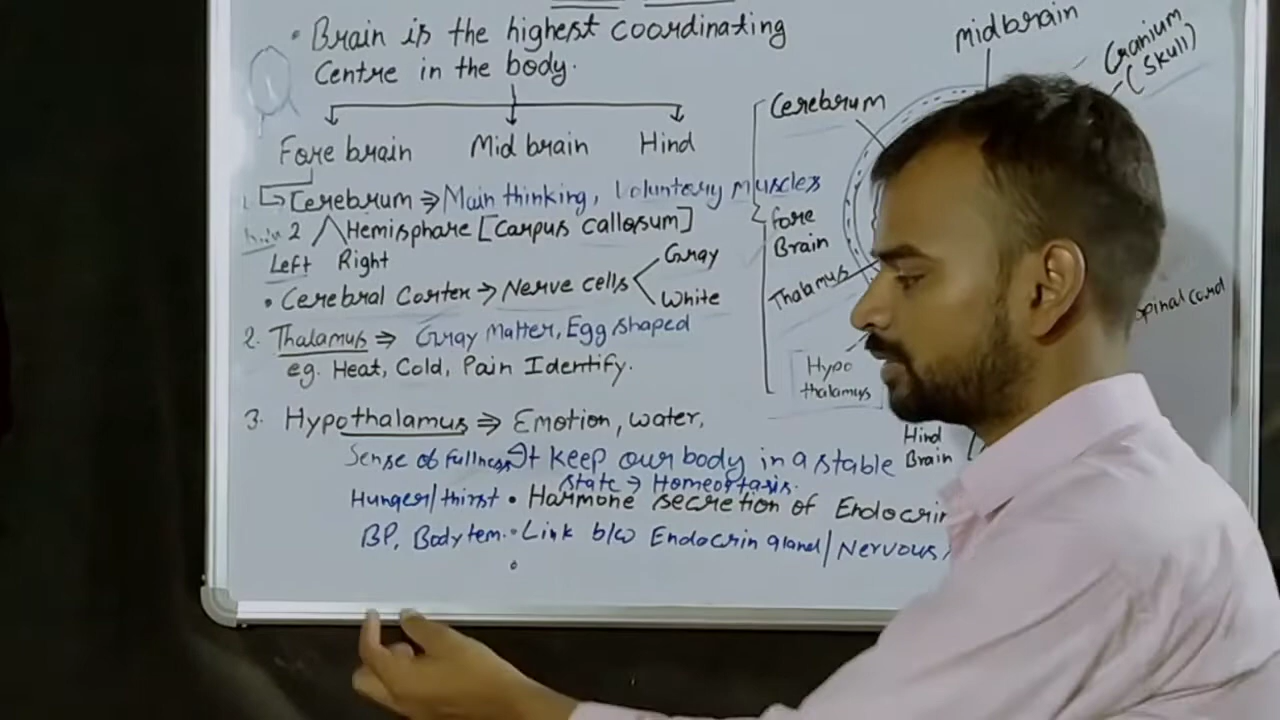 • Brain is the highest coordinating
Centre in the body.
Fore brain Mid brain Hind
Cerebrum ⇒ Main thinking, Voluntary muscles
2 Hemisphare [Carpus callosum]
Left Right
• Cerebral Cortex → Nerve cells
Gray
White
2. Thalamus ⇒ Gray Matter, Egg shaped
eg. Heat, Cold, Pain Identify.
3. Hypothalamus ⇒ Emotion, water,
Sense of fullness It keep our body in a stable
state → Homeostasis.
Hunger/thirst • Harmone secretion of Endocrin
BP, Body tem. • Link b/w Endocrin gland/Nervous
Midbrain
Cranium
(Skull)
Cerebrum
Fore
Brain
Thalamus
Hypo
thalamus
Hind
Brain
Spinal cord